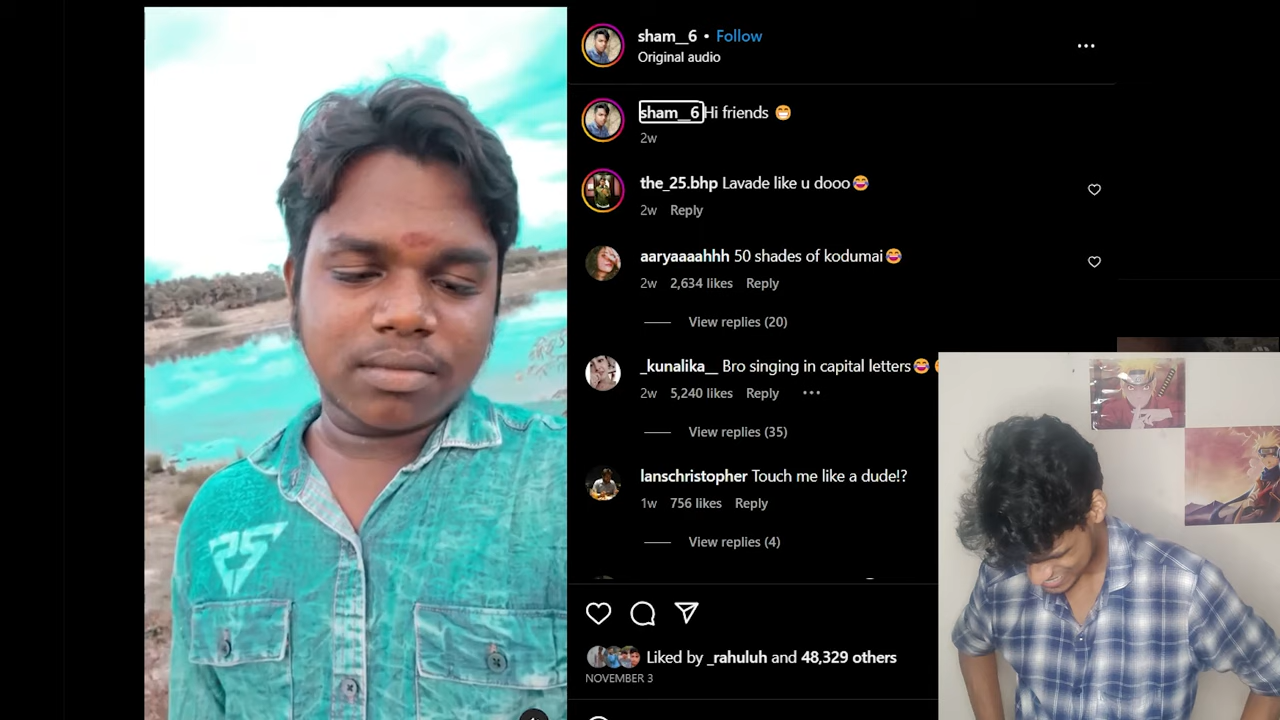 sham__6 • Follow
Original audio
sham__6 Hi friends 😁
2w
the_25.bhp Lavade like u dooo😂
2w Reply
aaryaaaahhh 50 shades of kodumai😂
2w 2,634 likes Reply
View replies (20)
_kunalika__ Bro singing in capital letters😂
2w 5,240 likes Reply
View replies (35)
lanschristopher Touch me like a dude!?
1w 756 likes Reply
View replies (4)
Liked by _rahuluh and 48,329 others
NOVEMBER 3